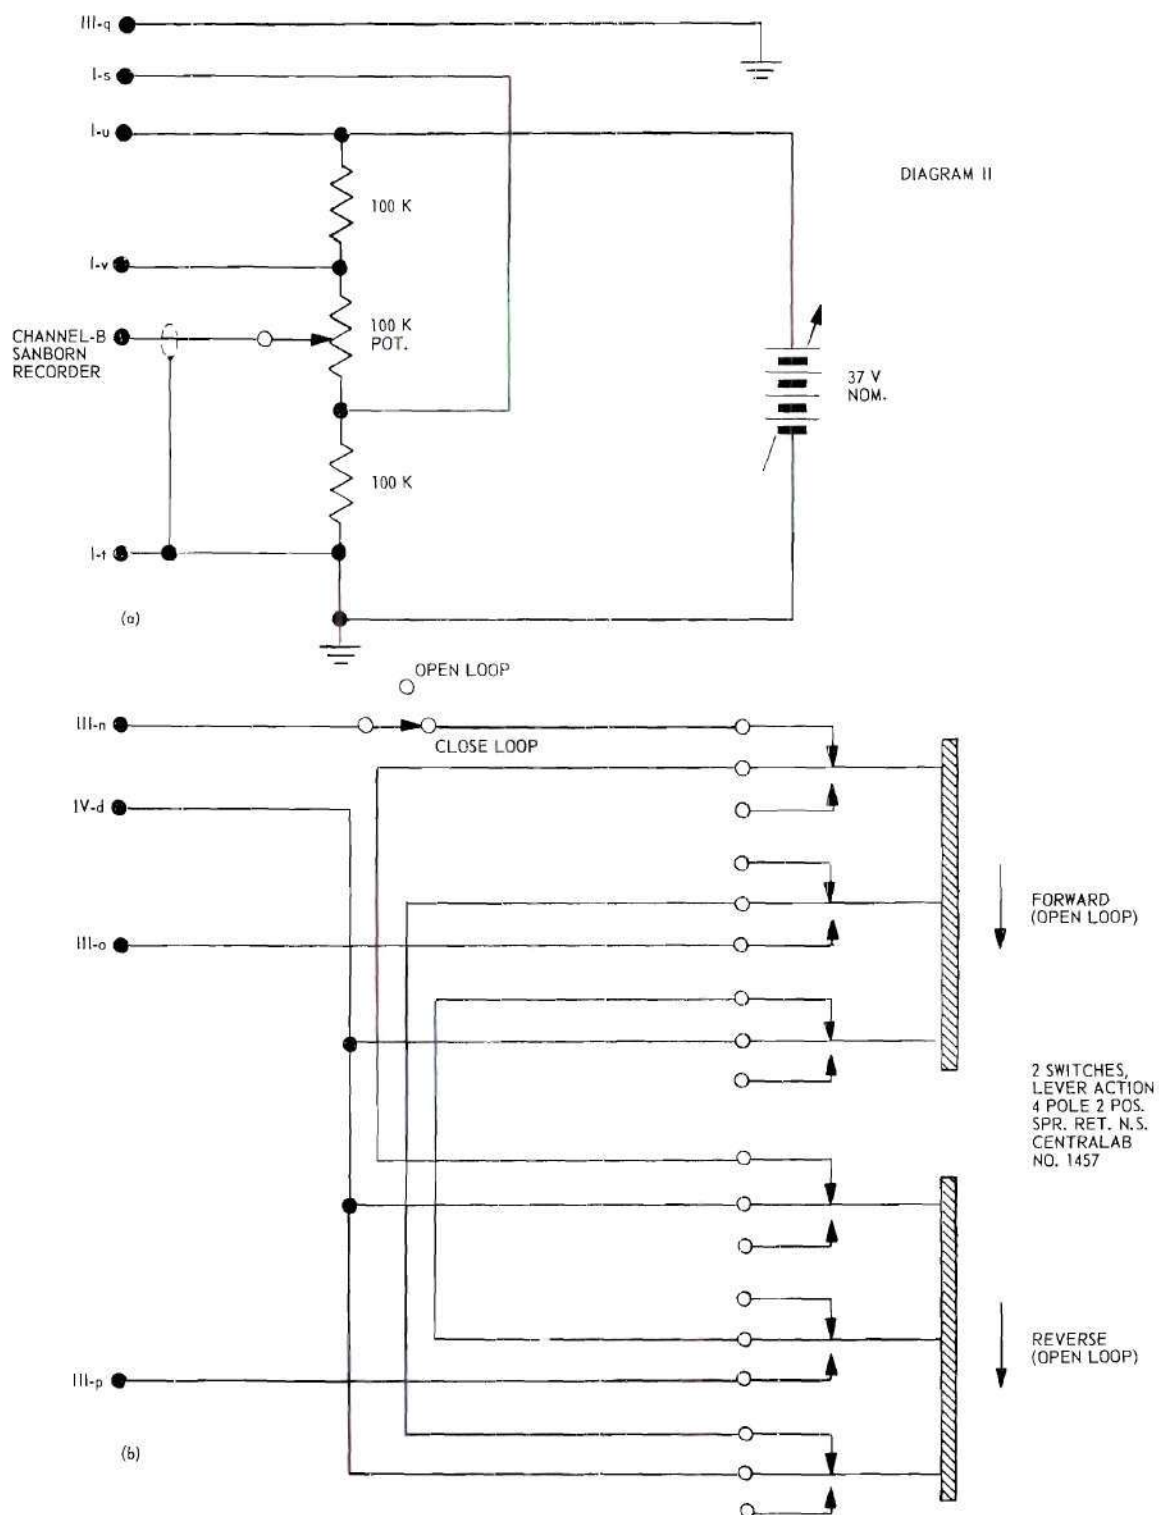 III-q
I-s
I-u
DIAGRAM II
100 K
I-v
100 K
POT.
CHANNEL-B
SANBORN
RECORDER
37 V
NOM.
100 K
I-t
(a)
OPEN LOOP
III-n
CLOSE LOOP
IV-d
FORWARD
(OPEN LOOP)
III-o
2 SWITCHES,
LEVER ACTION
4 POLE 2 POS.
SPR. RET. N.S.
CENTRALAB
NO. 1457
REVERSE
(OPEN LOOP)
III-p
(b)